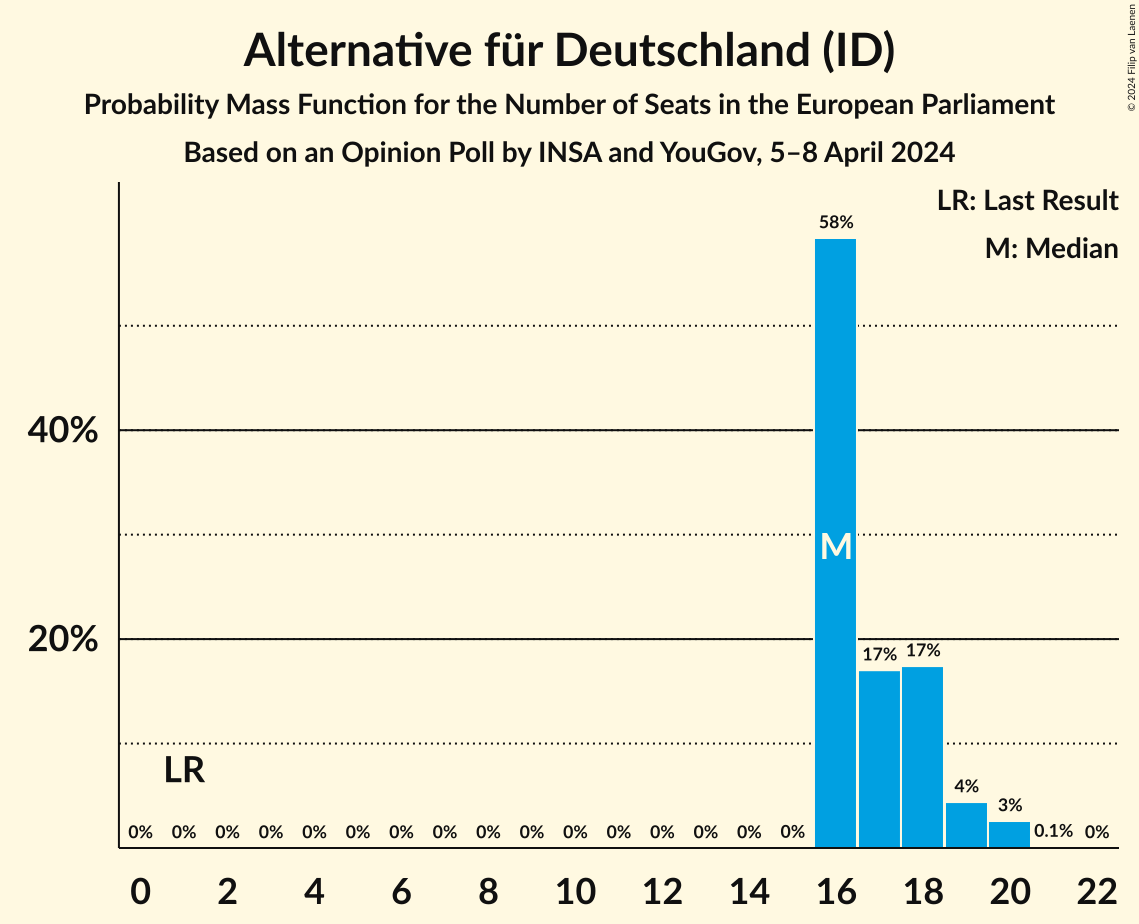 Alternative für Deutschland (ID)
Probability Mass Function for the Number of Seats in the European Parliament
Based on an Opinion Poll by INSA and YouGov, 5–8 April 2024
© 2024 Filip van Laenen
LR: Last Result
M: Median
58%
40%
M
20%
17% 17%
LR
4%
3%
0% 0% 0% 0% 0% 0% 0% 0% 0% 0% 0% 0% 0% 0% 0% 0% 0.1% 0%
0 2 4 6 8 10 12 14 16 18 20 22